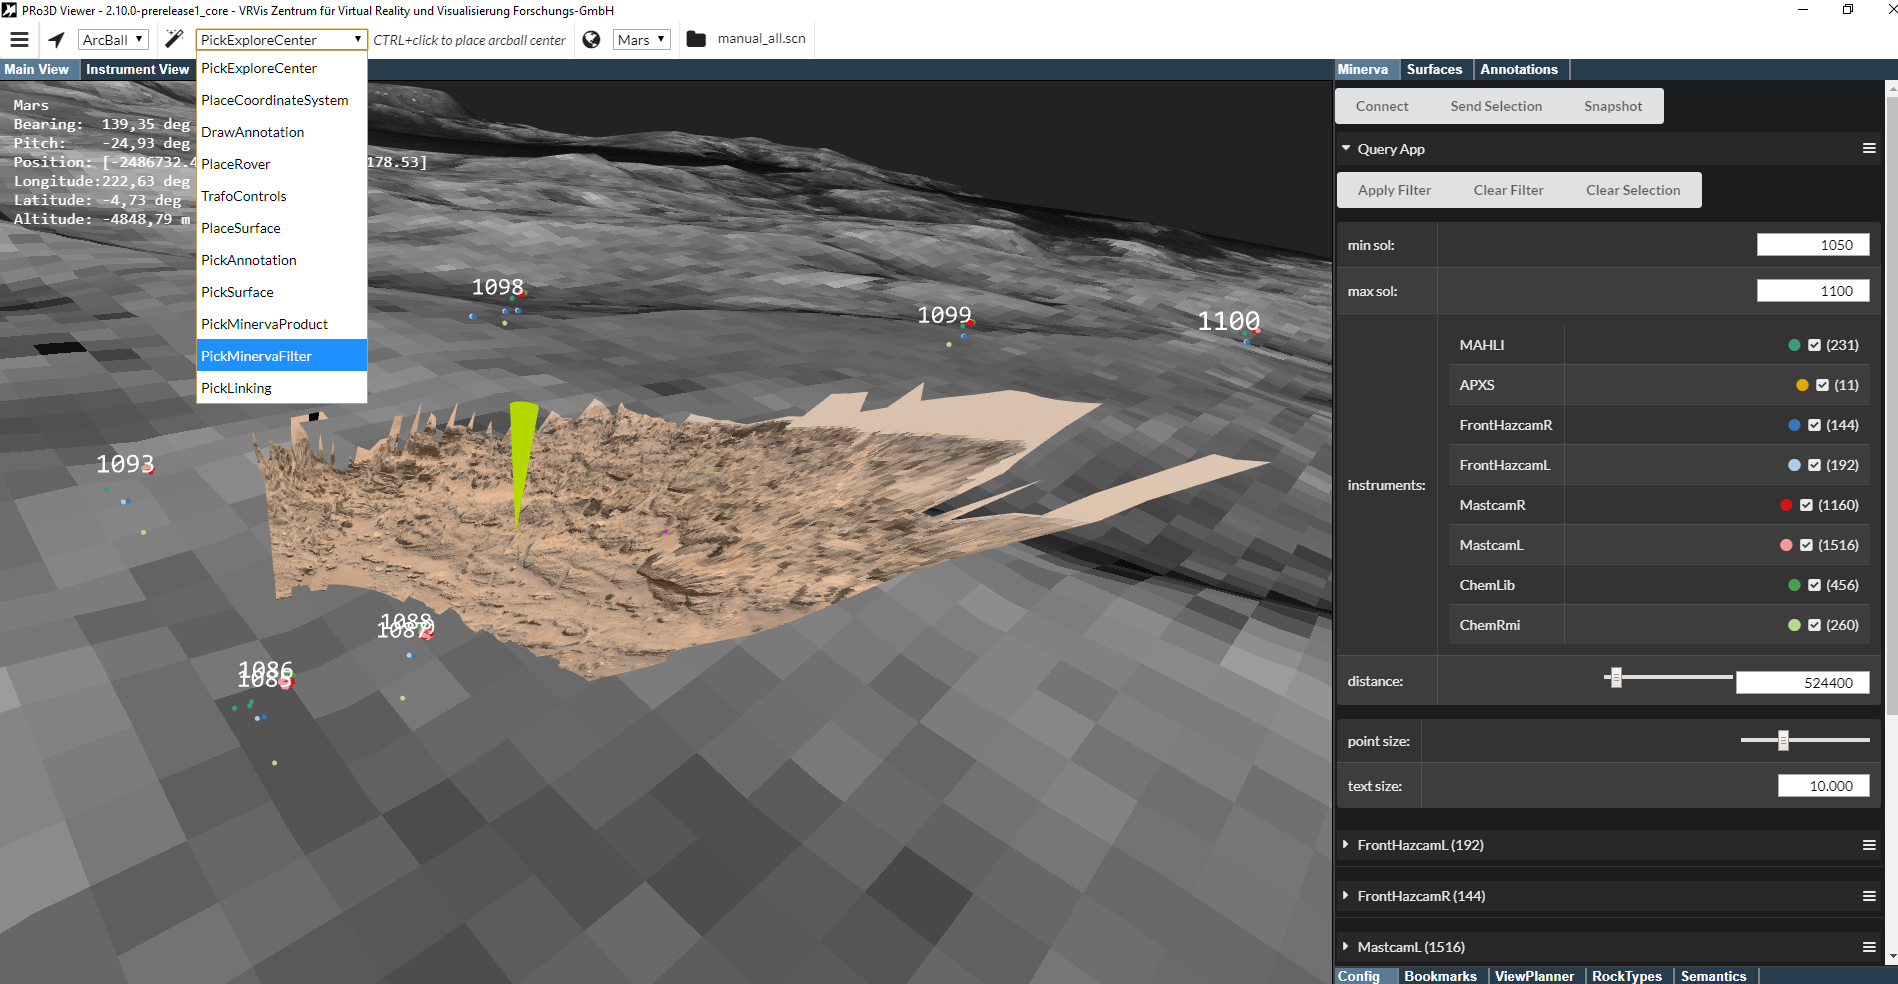 PRo3D Viewer - 2.10.0-prerelease1_core - VRVis Zentrum für Virtual Reality und Visualisierung Forschungs-GmbH
ArcBall PickExploreCenter CTRL+click to place arcball center Mars manual_all.scn
Main View Instrument View
PickExploreCenter
PlaceCoordinateSystem
DrawAnnotation
PlaceRover
TrafoControls
PlaceSurface
PickAnnotation
PickSurface
PickMinervaProduct
PickMinervaFilter
PickLinking
Mars
Bearing: 139,35 deg
Pitch: -24,93 deg
Position: [-2486732.4 178.53]
Longitude:222,63 deg
Latitude: -4,73 deg
Altitude: -4848,79 m
1098
1099
1100
1093
1088
1086
Minerva Surfaces Annotations
Connect Send Selection Snapshot
Query App
Apply Filter Clear Filter Clear Selection
min sol: 1050
max sol: 1100
instruments:
MAHLI (231)
APXS (11)
FrontHazcamR (144)
FrontHazcamL (192)
MastcamR (1160)
MastcamL (1516)
ChemLib (456)
ChemRmi (260)
distance: 524400
point size:
text size: 10.000
FrontHazcamL (192)
FrontHazcamR (144)
MastcamL (1516)
Config Bookmarks ViewPlanner RockTypes Semantics